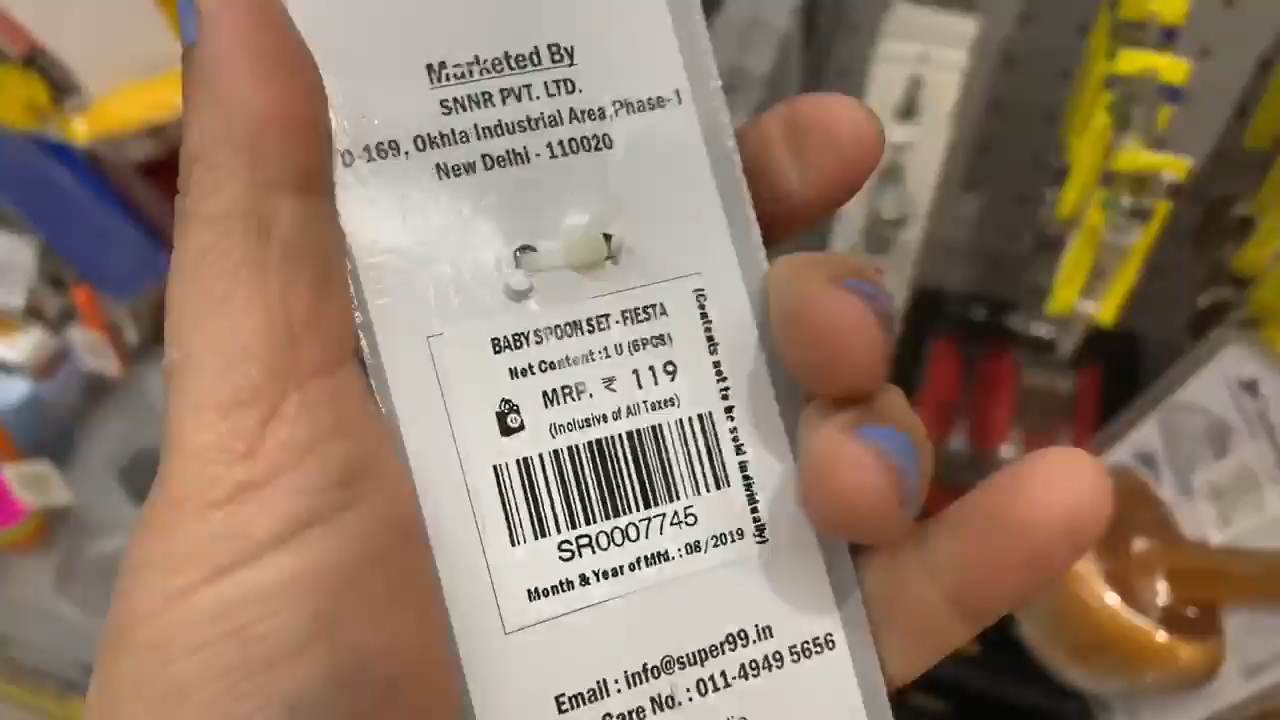 Marketed By
SNNR PVT. LTD.
D-169, Okhla Industrial Area,Phase-1
New Delhi - 110020
BABY SPOON SET - FIESTA
Net Content :1 U (6PCS)
MRP. ₹ 119
(Inclusive of All Taxes)
(Contents not to be sold individually)
SR0007745
Month & Year of Mfd. : 08/2019
Email : info@super99.in
Care No. : 011-4949 5656